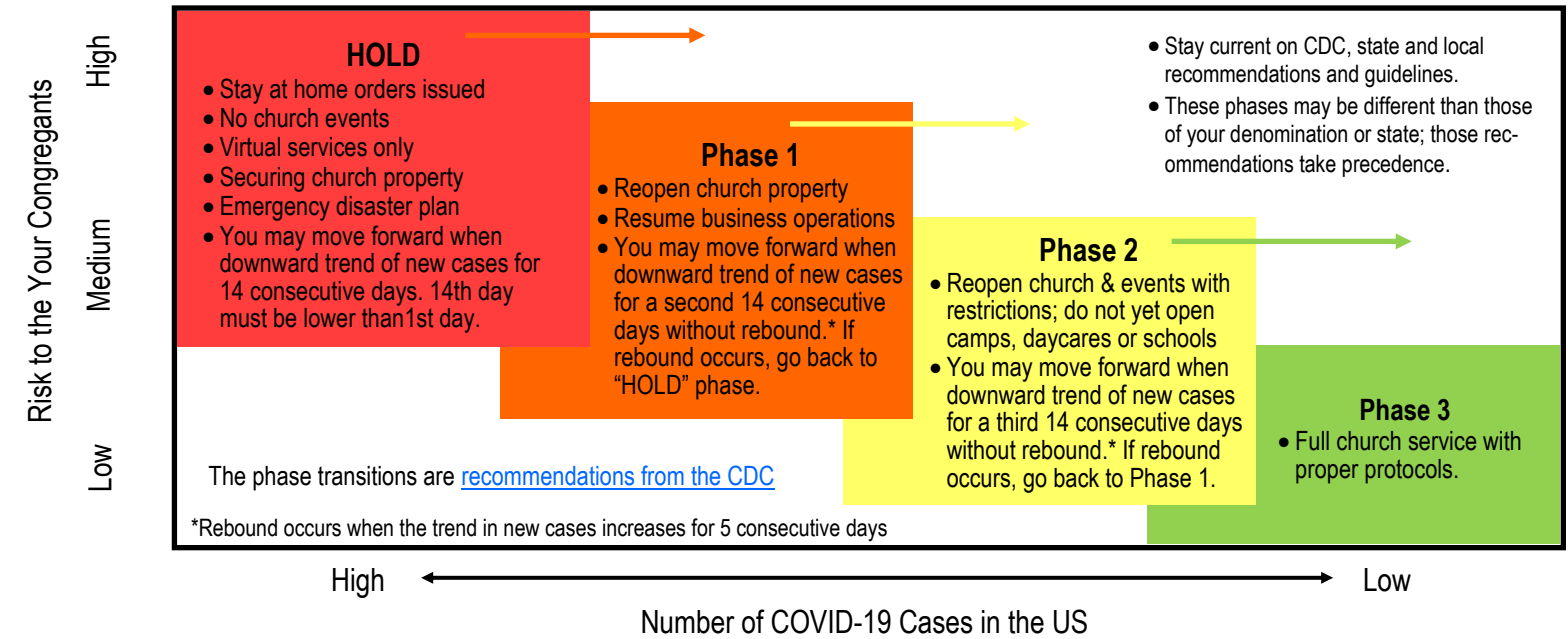 HOLD
• Stay at home orders issued
• No church events
• Virtual services only
• Securing church property
• Emergency disaster plan
• You may move forward when
downward trend of new cases for
14 consecutive days. 14th day
must be lower than1st day.
Phase 1
• Reopen church property
• Resume business operations
• You may move forward when
downward trend of new cases
for a second 14 consecutive
days without rebound.* If
rebound occurs, go back to
“HOLD” phase.
• Stay current on CDC, state and local
recommendations and guidelines.
• These phases may be different than those
of your denomination or state; those rec-
ommendations take precedence.
Phase 2
• Reopen church & events with
restrictions; do not yet open
camps, daycares or schools
• You may move forward when
downward trend of new cases
for a third 14 consecutive days
without rebound.* If rebound
occurs, go back to Phase 1.
Phase 3
• Full church service with
proper protocols.
The phase transitions are recommendations from the CDC
*Rebound occurs when the trend in new cases increases for 5 consecutive days
Risk to the Your Congregants
High
Medium
Low
High
Low
Number of COVID-19 Cases in the US